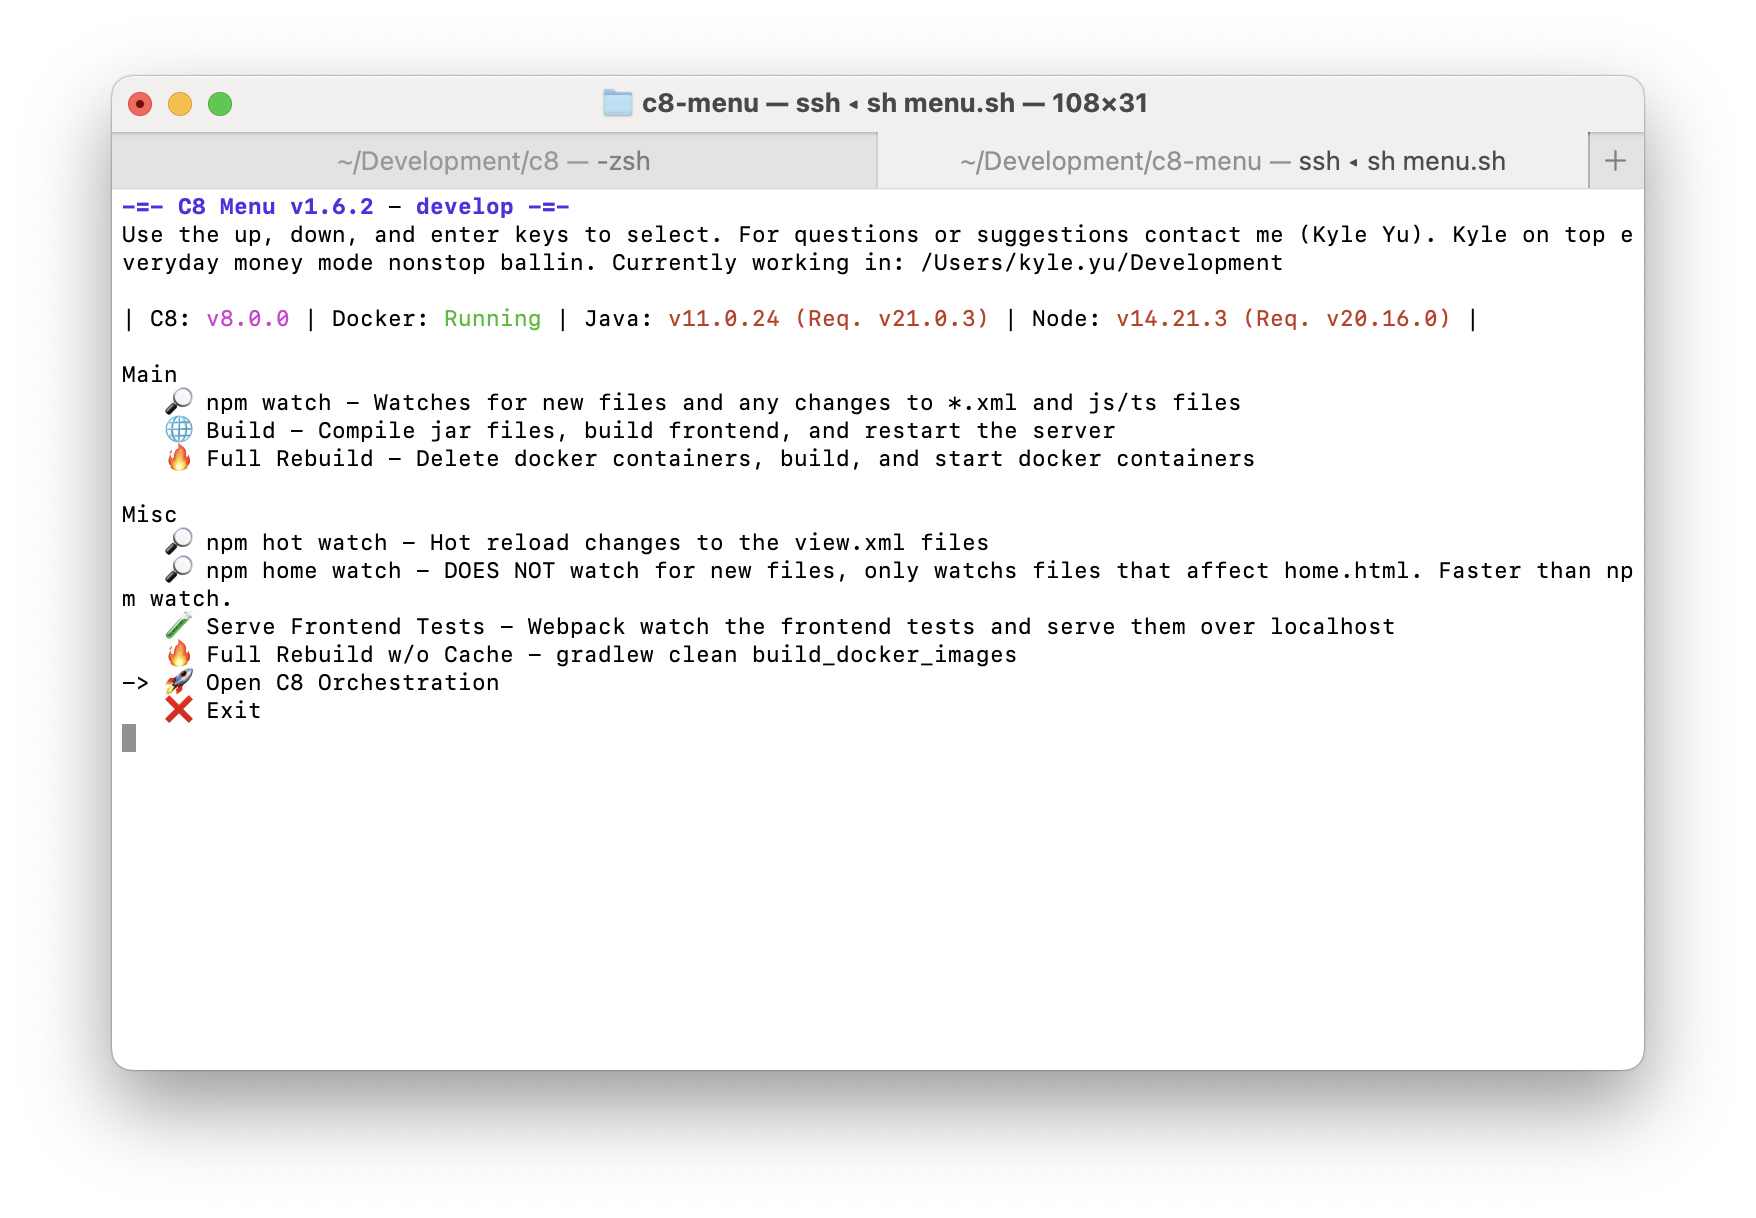 c8-menu — ssh ◂ sh menu.sh — 108×31
~/Development/c8 — -zsh
~/Development/c8-menu — ssh ◂ sh menu.sh
+
-=- C8 Menu v1.6.2 - develop -=-
Use the up, down, and enter keys to select. For questions or suggestions contact me (Kyle Yu). Kyle on top e
veryday money mode nonstop ballin. Currently working in: /Users/kyle.yu/Development
| C8: v8.0.0 | Docker: Running | Java: v11.0.24 (Req. v21.0.3) | Node: v14.21.3 (Req. v20.16.0) |
Main
🔎 npm watch - Watches for new files and any changes to *.xml and js/ts files
🌐 Build - Compile jar files, build frontend, and restart the server
🔥 Full Rebuild - Delete docker containers, build, and start docker containers
Misc
🔎 npm hot watch - Hot reload changes to the view.xml files
🔎 npm home watch - DOES NOT watch for new files, only watchs files that affect home.html. Faster than np
m watch.
🧪 Serve Frontend Tests - Webpack watch the frontend tests and serve them over localhost
🔥 Full Rebuild w/o Cache - gradlew clean build_docker_images
-> 🚀 Open C8 Orchestration
❌ Exit